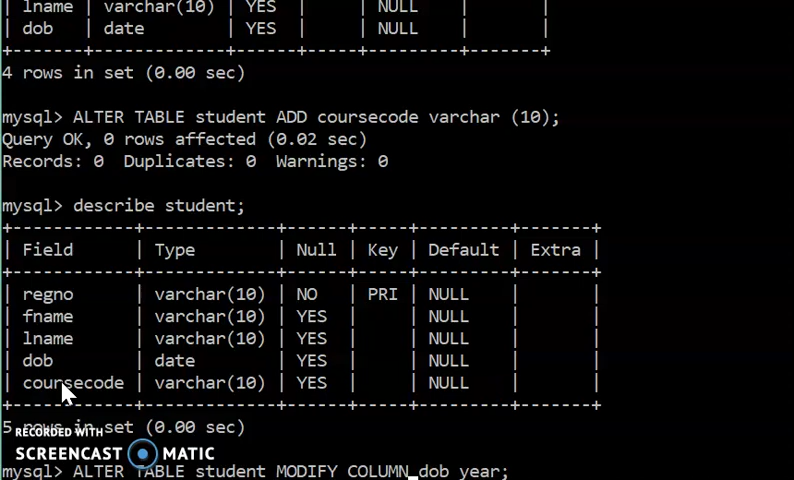 | lname | varchar(10) | YES | | NULL | |
| dob | date | YES | | NULL | |
+-------+-------------+------+-----+---------+-------+
4 rows in set (0.00 sec)
mysql> ALTER TABLE student ADD coursecode varchar (10);
Query OK, 0 rows affected (0.02 sec)
Records: 0 Duplicates: 0 Warnings: 0
mysql> describe student;
+------------+-------------+------+-----+---------+-------+
| Field | Type | Null | Key | Default | Extra |
+------------+-------------+------+-----+---------+-------+
| regno | varchar(10) | NO | PRI | NULL | |
| fname | varchar(10) | YES | | NULL | |
| lname | varchar(10) | YES | | NULL | |
| dob | date | YES | | NULL | |
| coursecode | varchar(10) | YES | | NULL | |
+------------+-------------+------+-----+---------+-------+
5 rows in set (0.00 sec)
RECORDED WITH
SCREENCAST MATIC
mysql> ALTER TABLE student MODIFY COLUMN dob year;